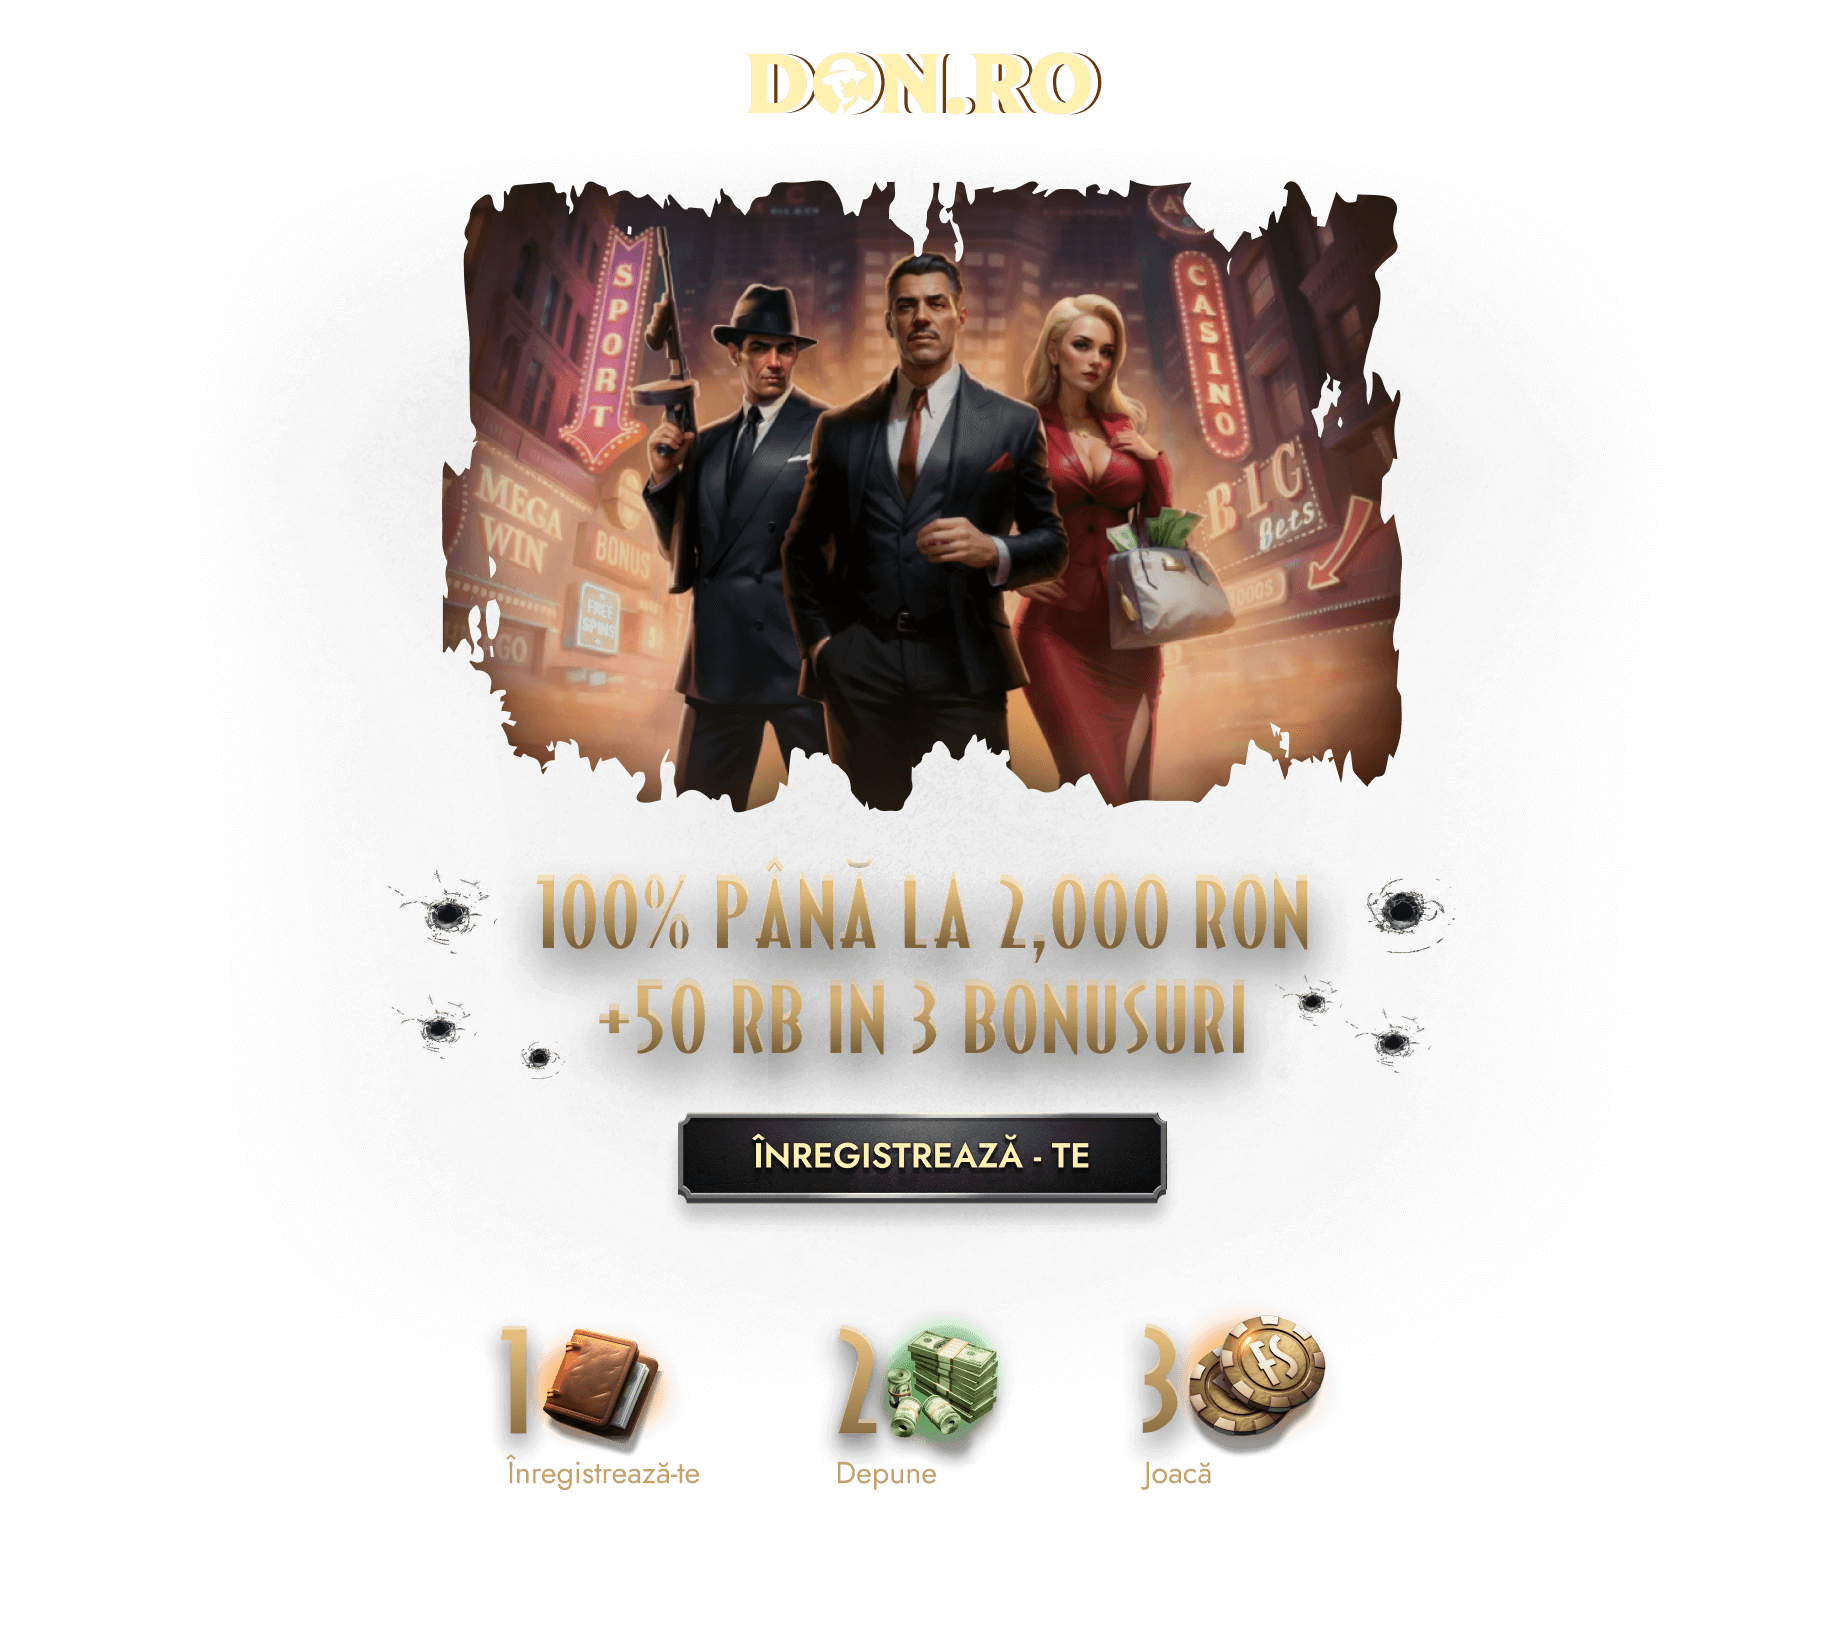 DON.RO
SPORT
CASINO
MEGA
WIN
BONUS
FREE
SPINS
BIG
Bets
1000$
100% PÂNĂ LA 2,000 RON
+50 RB IN 3 BONUSURI
ÎNREGISTREAZĂ - TE
1
2
3
FS
Înregistrează-te
Depune
Joacă